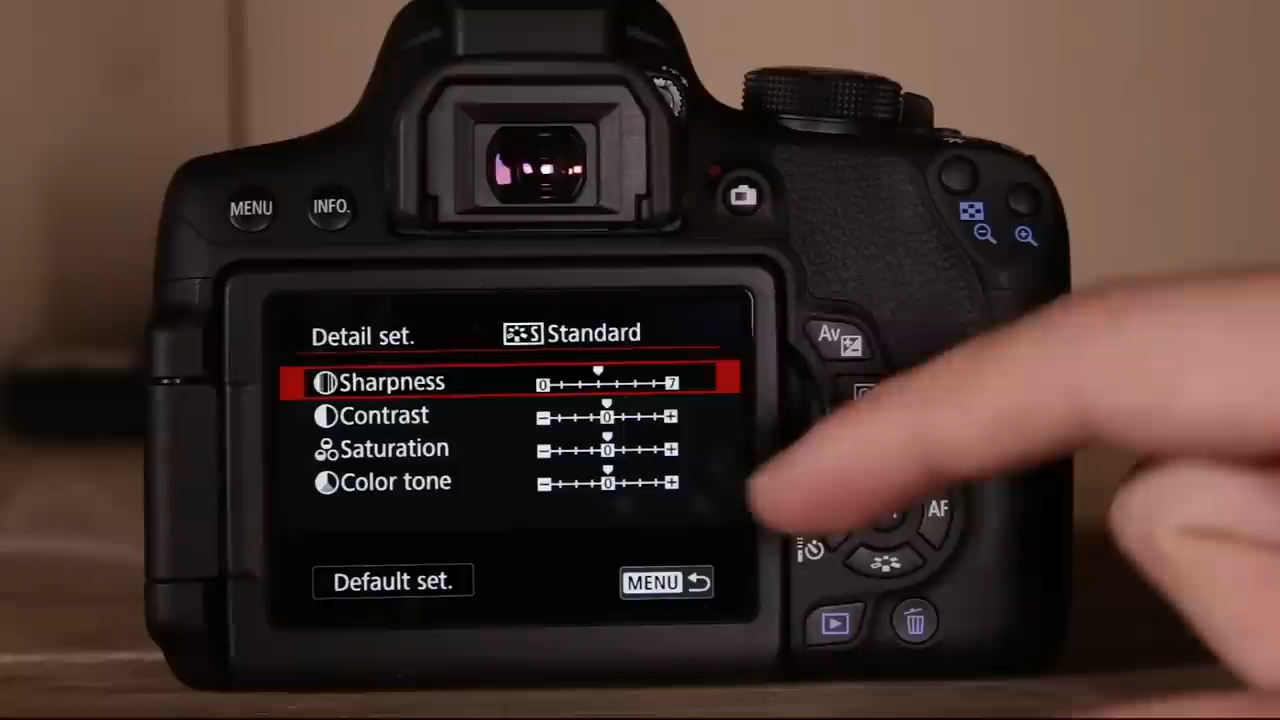 MENU INFO.
Detail set. S Standard
Sharpness 0 7
Contrast 0
Saturation 0
Color tone 0
Default set. MENU
Av
AF